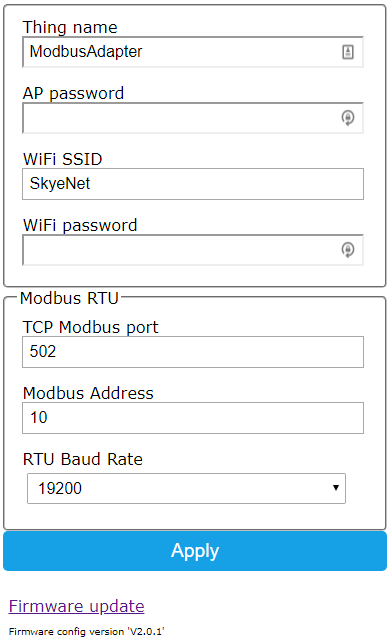 Thing name
ModbusAdapter
AP password
WiFi SSID
SkyeNet
WiFi password
Modbus RTU
TCP Modbus port
502
Modbus Address
10
RTU Baud Rate
19200
Apply
Firmware update
Firmware config version 'V2.0.1'